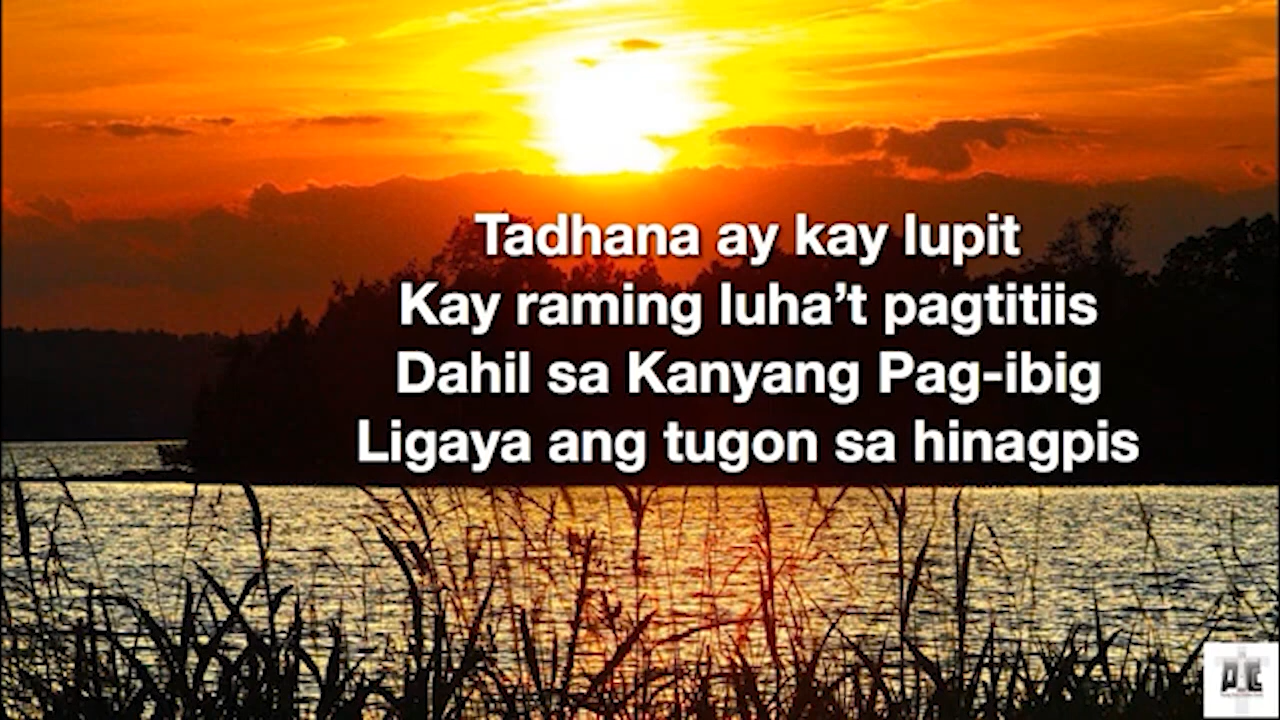 Tadhana ay kay lupit
Kay raming luha’t pagtitiis
Dahil sa Kanyang Pag-ibig
Ligaya ang tugon sa hinagpis